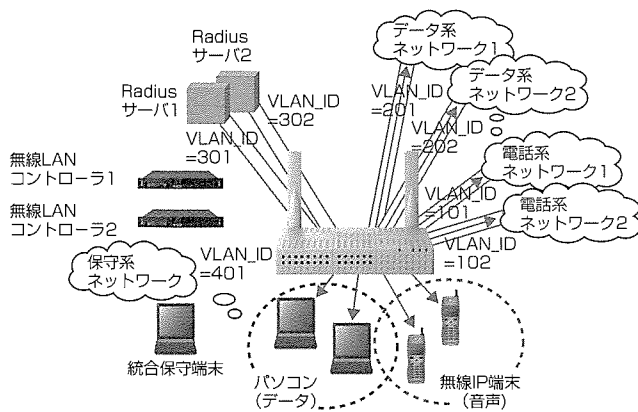 Radius
サーバ2
Radius
サーバ1
VLAN_ID
=302
VLAN_ID
=301
データ系
ネットワーク1
データ系
ネットワーク2
VLAN_ID
=201
VLAN_ID
=202
電話系
ネットワーク1
VLAN_ID
=101
電話系
ネットワーク2
VLAN_ID
=102
無線LAN
コントローラ1
無線LAN
コントローラ2
VLAN_ID
=401
保守系
ネットワーク
統合保守端末
パソコン
(データ)
無線IP端末
(音声)